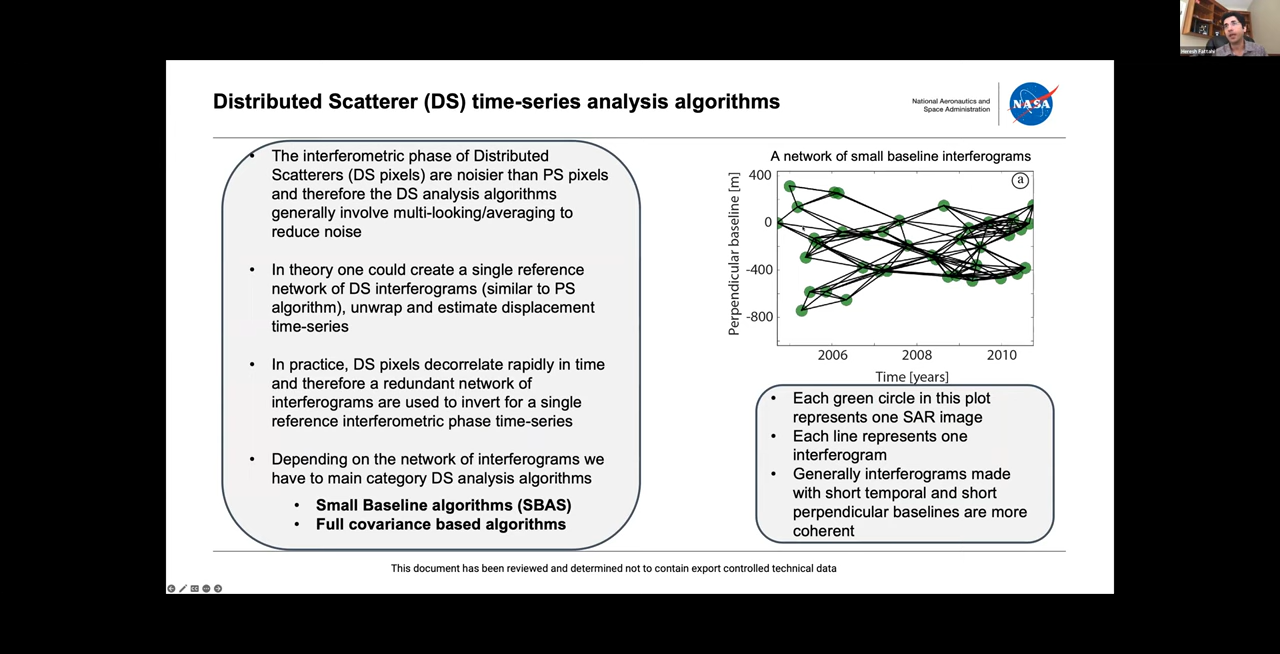 Heresh Fattahi
Distributed Scatterer (DS) time-series analysis algorithms
National Aeronautics and
Space Administration
NASA
• The interferometric phase of Distributed
Scatterers (DS pixels) are noisier than PS pixels
and therefore the DS analysis algorithms
generally involve multi-looking/averaging to
reduce noise
• In theory one could create a single reference
network of DS interferograms (similar to PS
algorithm), unwrap and estimate displacement
time-series
• In practice, DS pixels decorrelate rapidly in time
and therefore a redundant network of
interferograms are used to invert for a single
reference interferometric phase time-series
• Depending on the network of interferograms we
have to main category DS analysis algorithms
• Small Baseline algorithms (SBAS)
• Full covariance based algorithms
A network of small baseline interferograms
a
Perpendicular baseline [m]
400
0
-400
-800
2006 2008 2010
Time [years]
• Each green circle in this plot
represents one SAR image
• Each line represents one
interferogram
• Generally interferograms made
with short temporal and short
perpendicular baselines are more
coherent
This document has been reviewed and determined not to contain export controlled technical data